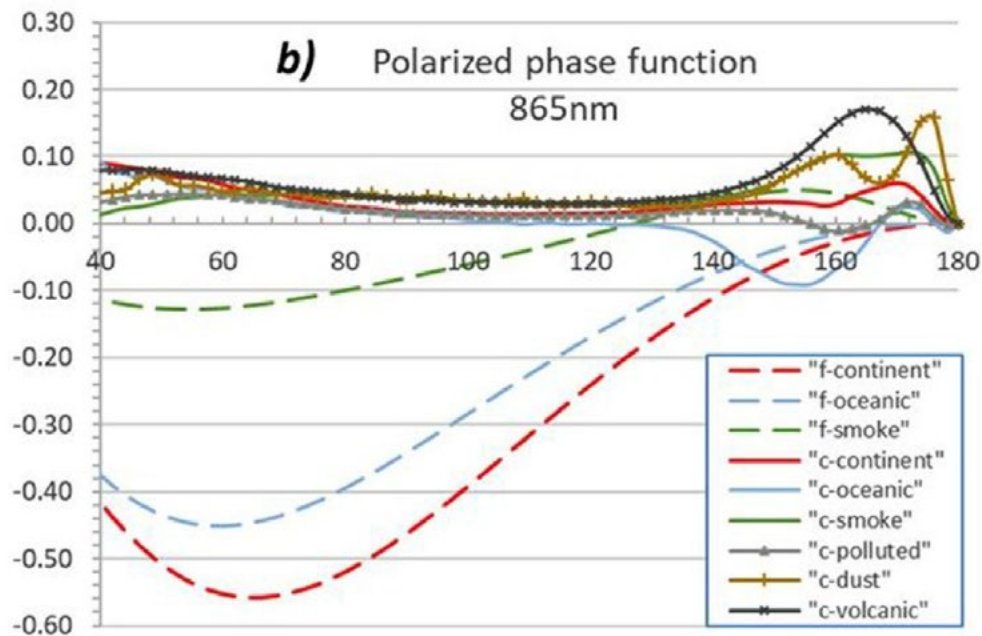 0.30
b) Polarized phase function
0.20
865nm
0.10
0.00
40 60 80 100 120 140 160 180
-0.10
-0.20
-0.30
-0.40
-0.50
-0.60
"f-continent"
"f-oceanic"
"f-smoke"
"c-continent"
"c-oceanic"
"c-smoke"
"c-polluted"
"c-dust"
"c-volcanic"